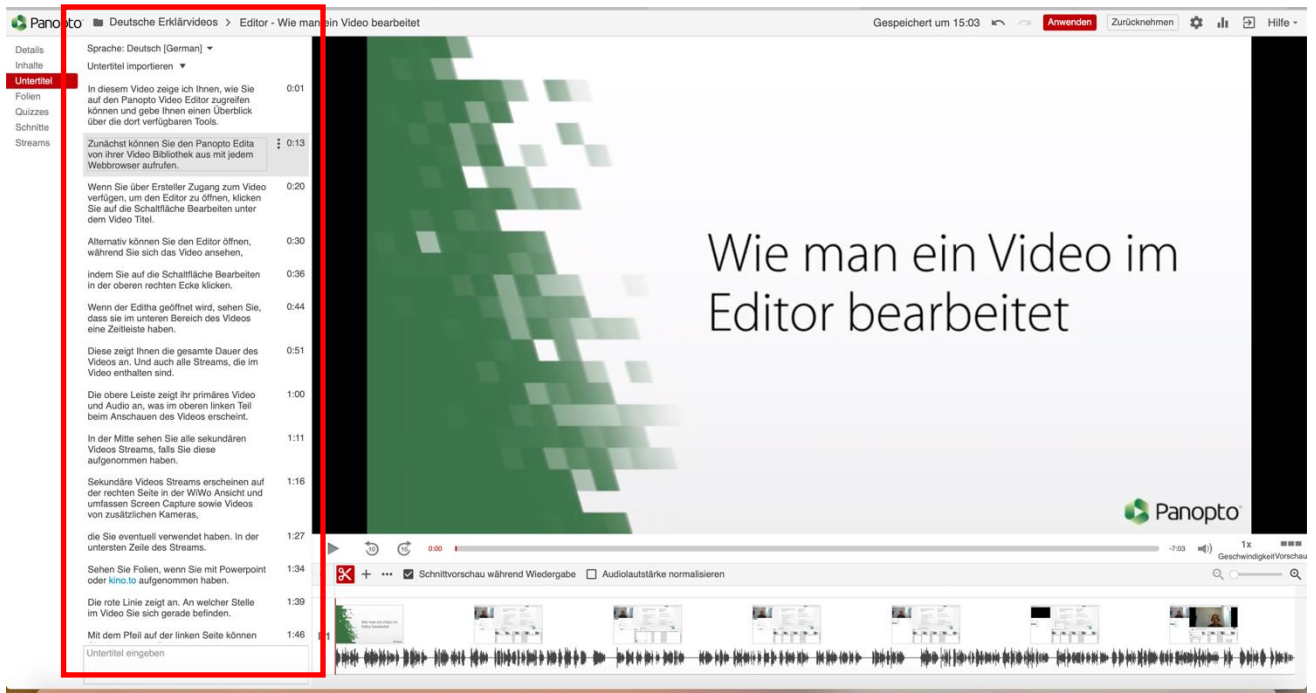 Panopto
Deutsche Erklärvideos > Editor - Wie man ein Video bearbeitet
Gespeichert um 15:03
Anwenden
Zurücknehmen
Hilfe
Details
Inhalte
Untertitel
Folien
Quizzes
Schnitte
Streams
Sprache: Deutsch [German]
Untertitel importieren
In diesem Video zeige ich Ihnen, wie Sie 0:01
auf den Panopto Video Editor zugreifen
können und gebe Ihnen einen Überblick
über die dort verfügbaren Tools.
Zunächst können Sie den Panopto Edita 0:13
von ihrer Video Bibliothek aus mit jedem
Webbrowser aufrufen.
Wenn Sie über Ersteller Zugang zum Video 0:20
verfügen, um den Editor zu öffnen, klicken
Sie auf die Schaltfläche Bearbeiten unter
dem Video Titel.
Alternativ können Sie den Editor öffnen, 0:30
während Sie sich das Video ansehen,
indem Sie auf die Schaltfläche Bearbeiten 0:36
in der oberen rechten Ecke klicken.
Wenn der Editha geöffnet wird, sehen Sie, 0:44
dass sie im unteren Bereich des Videos
eine Zeitleiste haben.
Diese zeigt Ihnen die gesamte Dauer des 0:51
Videos an. Und auch alle Streams, die im
Video enthalten sind.
Die obere Leiste zeigt ihr primäres Video 1:00
und Audio an, was im oberen linken Teil
beim Anschauen des Videos erscheint.
In der Mitte sehen Sie alle sekundären 1:11
Videos Streams, falls Sie diese
aufgenommen haben.
Sekundäre Videos Streams erscheinen auf 1:16
der rechten Seite in der WiWo Ansicht und
umfassen Screen Capture sowie Videos
von zusätzlichen Kameras,
die Sie eventuell verwendet haben. In der 1:27
untersten Zeile des Streams.
Sehen Sie Folien, wenn Sie mit Powerpoint 1:34
oder kino.to aufgenommen haben.
Die rote Linie zeigt an. An welcher Stelle 1:39
im Video Sie sich gerade befinden.
Mit dem Pfeil auf der linken Seite können 1:46
Untertitel eingeben
Wie man ein Video im
Editor bearbeitet
Panopto
10
10
0:00
-7:03
1x
Geschwindigkeit
Vorschau
Schnittvorschau während Wiedergabe
Audiolautstärke normalisieren